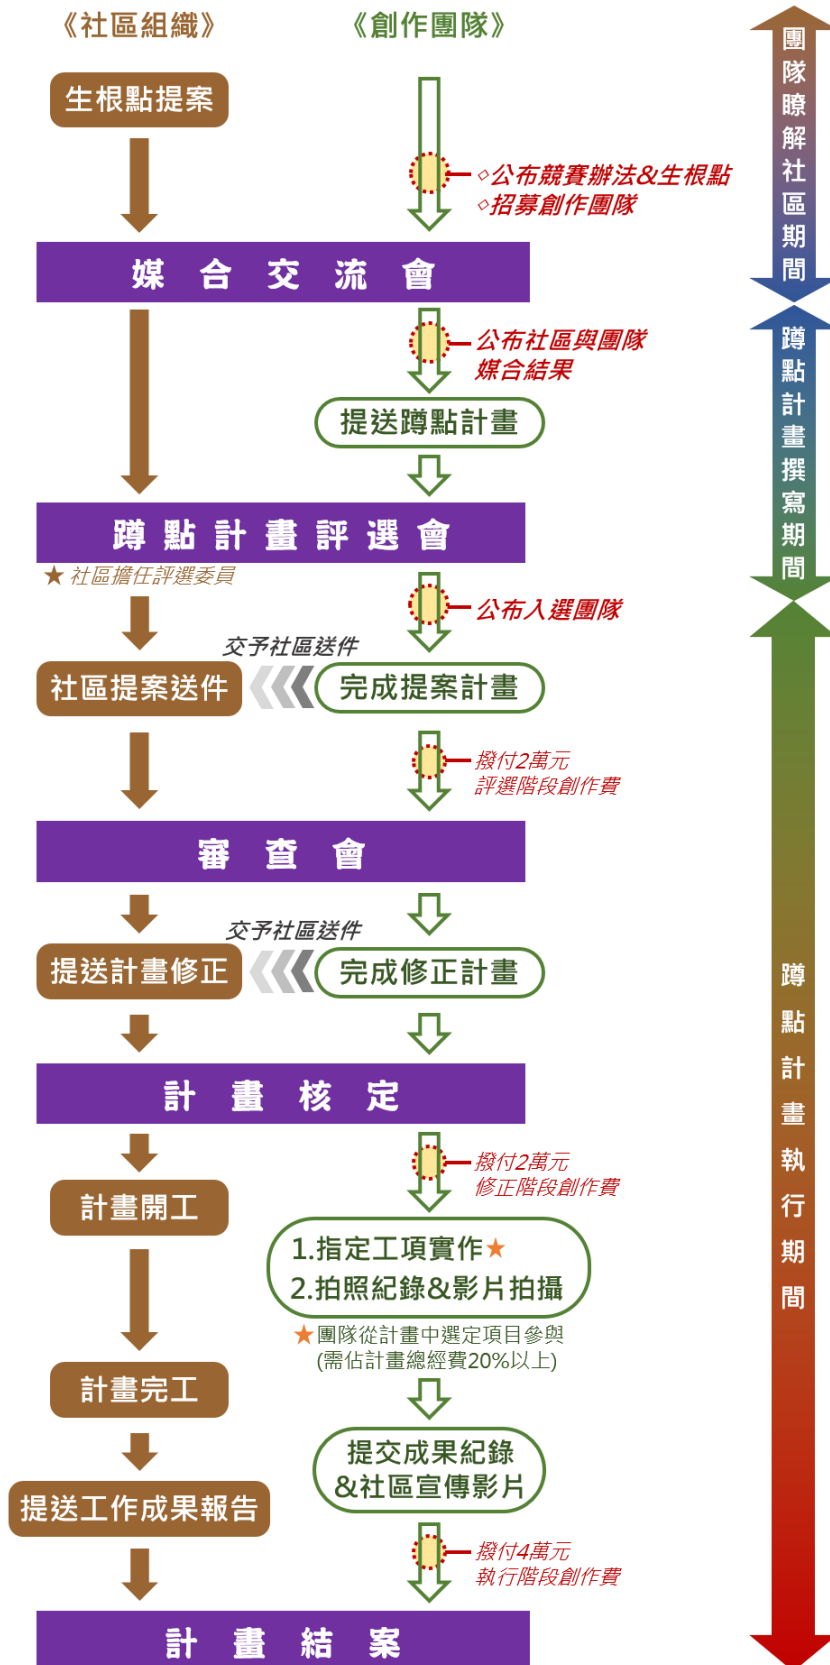 《社區組織》
《創作團隊》
生根點提案
◇公布競賽辦法&生根點
◇招募創作團隊
團隊瞭解社區期間
媒合交流會
公布社區與團隊
媒合結果
提送蹲點計畫
蹲點計畫撰寫期間
蹲點計畫評選會
★ 社區擔任評選委員
公布入選團隊
交予社區送件
社區提案送件
完成提案計畫
撥付2萬元
評選階段創作費
審查會
交予社區送件
提送計畫修正
完成修正計畫
計畫核定
撥付2萬元
修正階段創作費
計畫開工
1.指定工項實作★
2.拍照紀錄&影片拍攝
★團隊從計畫中選定項目參與
(需佔計畫總經費20%以上)
蹲點計畫執行期間
計畫完工
提交成果紀錄
&社區宣傳影片
提送工作成果報告
撥付4萬元
執行階段創作費
計畫結案